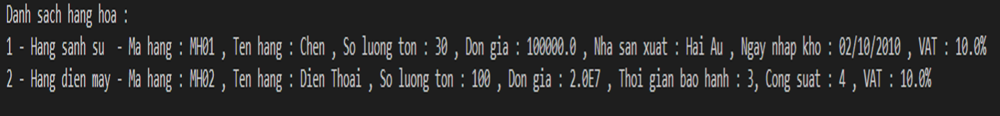 Danh sach hang hoa :
1 - Hang sanh su  - Ma hang : MH01 , Ten hang : Chen , So luong ton : 30 , Don gia : 100000.0 , Nha san xuat : Hai Au , Ngay nhap kho : 02/10/2010 , VAT : 10.0%
2 - Hang dien may - Ma hang : MH02 , Ten hang : Dien Thoai , So luong ton : 100 , Don gia : 2.0E7 , Thoi gian bao hanh : 3, Cong suat : 4 , VAT : 10.0%